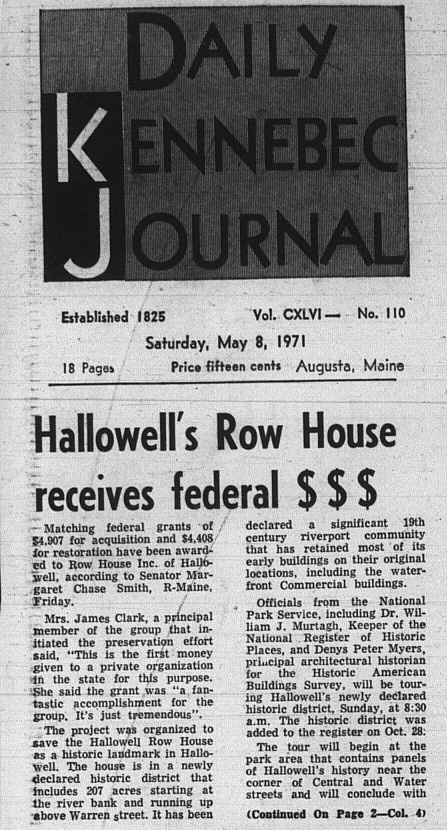 DAILY
KENNEBEC
JOURNAL
Established 1825 Vol. CXLVI — No. 110
Saturday, May 8, 1971
18 Pages Price fifteen cents Augusta, Maine
Hallowell's Row House
receives federal $ $ $
Matching federal grants of
$4,907 for acquisition and $4,408
for restoration have been award-
ed to Row House Inc. of Hallo-
well, according to Senator Mar-
garet Chase Smith, R-Maine,
Friday.
Mrs. James Clark, a principal
member of the group that in-
itiated the preservation effort
said, "This is the first money
given to a private organization
in the state for this purpose.
She said the grant was "a fan-
tastic accomplishment for the
group. It's just tremendous".
The project was organized to
save the Hallowell Row House
as a historic landmark in Hallo-
well. The house is in a newly
declared historic district that
includes 207 acres starting at
the river bank and running up
above Warren street. It has been
declared a significant 19th
century riverport community
that has retained most of its
early buildings on their original
locations, including the water-
front Commercial buildings.
Officials from the National
Park Service, including Dr. Wil-
liam J. Murtagh, Keeper of the
National Register of Historic
Places, and Denys Peter Myers,
principal architectural historian
for the Historic American
Buildings Survey, will be tour-
ing Hallowell's newly declared
historic district, Sunday, at 8:30
a.m. The historic district was
added to the register on Oct. 28.
The tour will begin at the
park area that contains panels
of Hallowell's history near the
corner of Central and Water
streets and will conclude with
(Continued On Page 2—Col. 4)